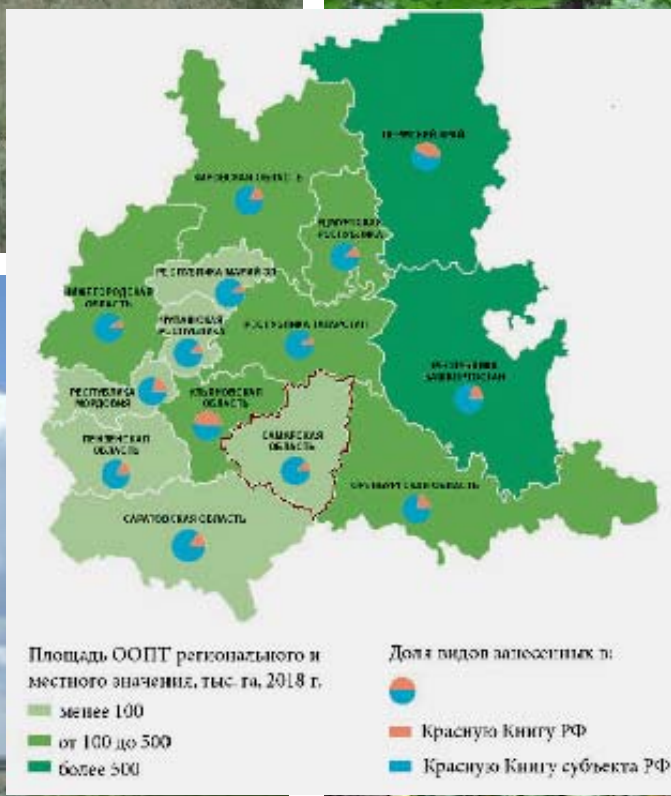 ПЕРМСКИЙ КРАЙ
КИРОВСКАЯ ОБЛАСТЬ
УДМУРТСКАЯ
РЕСПУБЛИКА
РЕСПУБЛИКА МАРИЙ ЭЛ
НИЖЕГОРОДСКАЯ
ОБЛАСТЬ
ЧУВАШСКАЯ
РЕСПУБЛИКА
РЕСПУБЛИКА ТАТАРСТАН
РЕСПУБЛИКА
БАШКОРТОСТАН
РЕСПУБЛИКА
МОРДОВИЯ
УЛЬЯНОВСКАЯ
ОБЛАСТЬ
САМАРСКАЯ
ОБЛАСТЬ
ПЕНЗЕНСКАЯ
ОБЛАСТЬ
ОРЕНБУРГСКАЯ ОБЛАСТЬ
САРАТОВСКАЯ ОБЛАСТЬ
Площадь ООПТ регионального и
местного значения, тыс. га, 2018 г.
менее 100
от 100 до 500
более 500
Доля видов занесенных в:
Красную Книгу РФ
Красную Книгу субъекта РФ